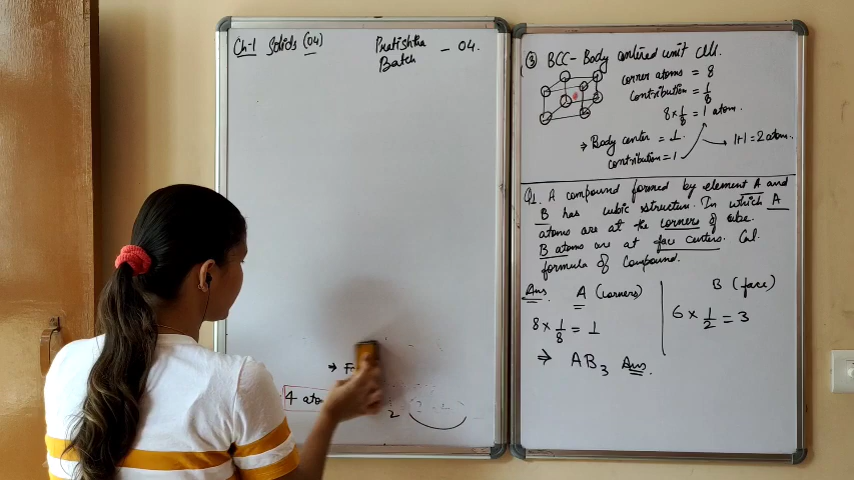 Ch-1 Solids (04)
Pratishtha - 04.
Batch
4 ato
2
(3) BCC - Body centered unit cell.
corner atoms = 8
contribution = 1/8
8 × 1/8 = 1 atom.
→ Body center = 1.
contribution = 1
1+1 = 2 atom.
Q1. A compound formed by element A and
B has cubic structure. In which A
atoms are at the corners of cube.
B atoms are at face centers. Cal.
formula of compound.
Ans. A (corners)
B (face)
8 × 1/8 = 1
6 × 1/2 = 3
⇒ AB3 Ans.